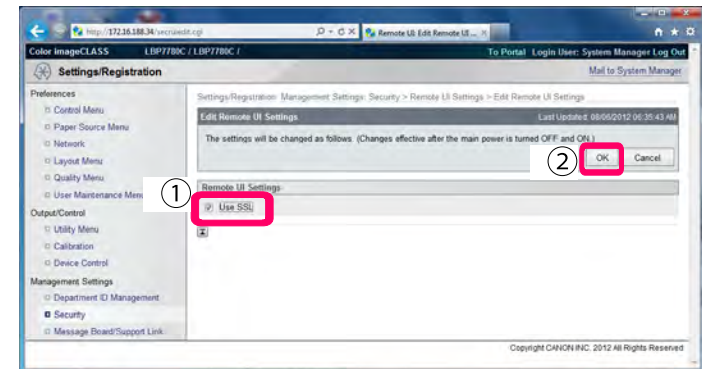 http://172.16.188.34/secruiedit.cgi
Remote UI: Edit Remote UI ...
Color imageCLASS LBP7780C / LBP7780C /
To Portal Login User: System Manager Log Out
Settings/Registration
Mail to System Manager
Preferences
Control Menu
Paper Source Menu
Network
Layout Menu
Quality Menu
User Maintenance Men
Output/Control
Utility Menu
Calibration
Device Control
Management Settings
Department ID Management
Security
Message Board/Support Link
Settings/Registration: Management Settings: Security > Remote UI Settings > Edit Remote UI Settings
Edit Remote UI Settings
Last Updated: 08/06/2012 06:35:43 AM
The settings will be changed as follows. (Changes effective after the main power is turned OFF and ON.)
2
OK Cancel
Remote UI Settings
1
Use SSL
Copyright CANON INC. 2012 All Rights Reserved